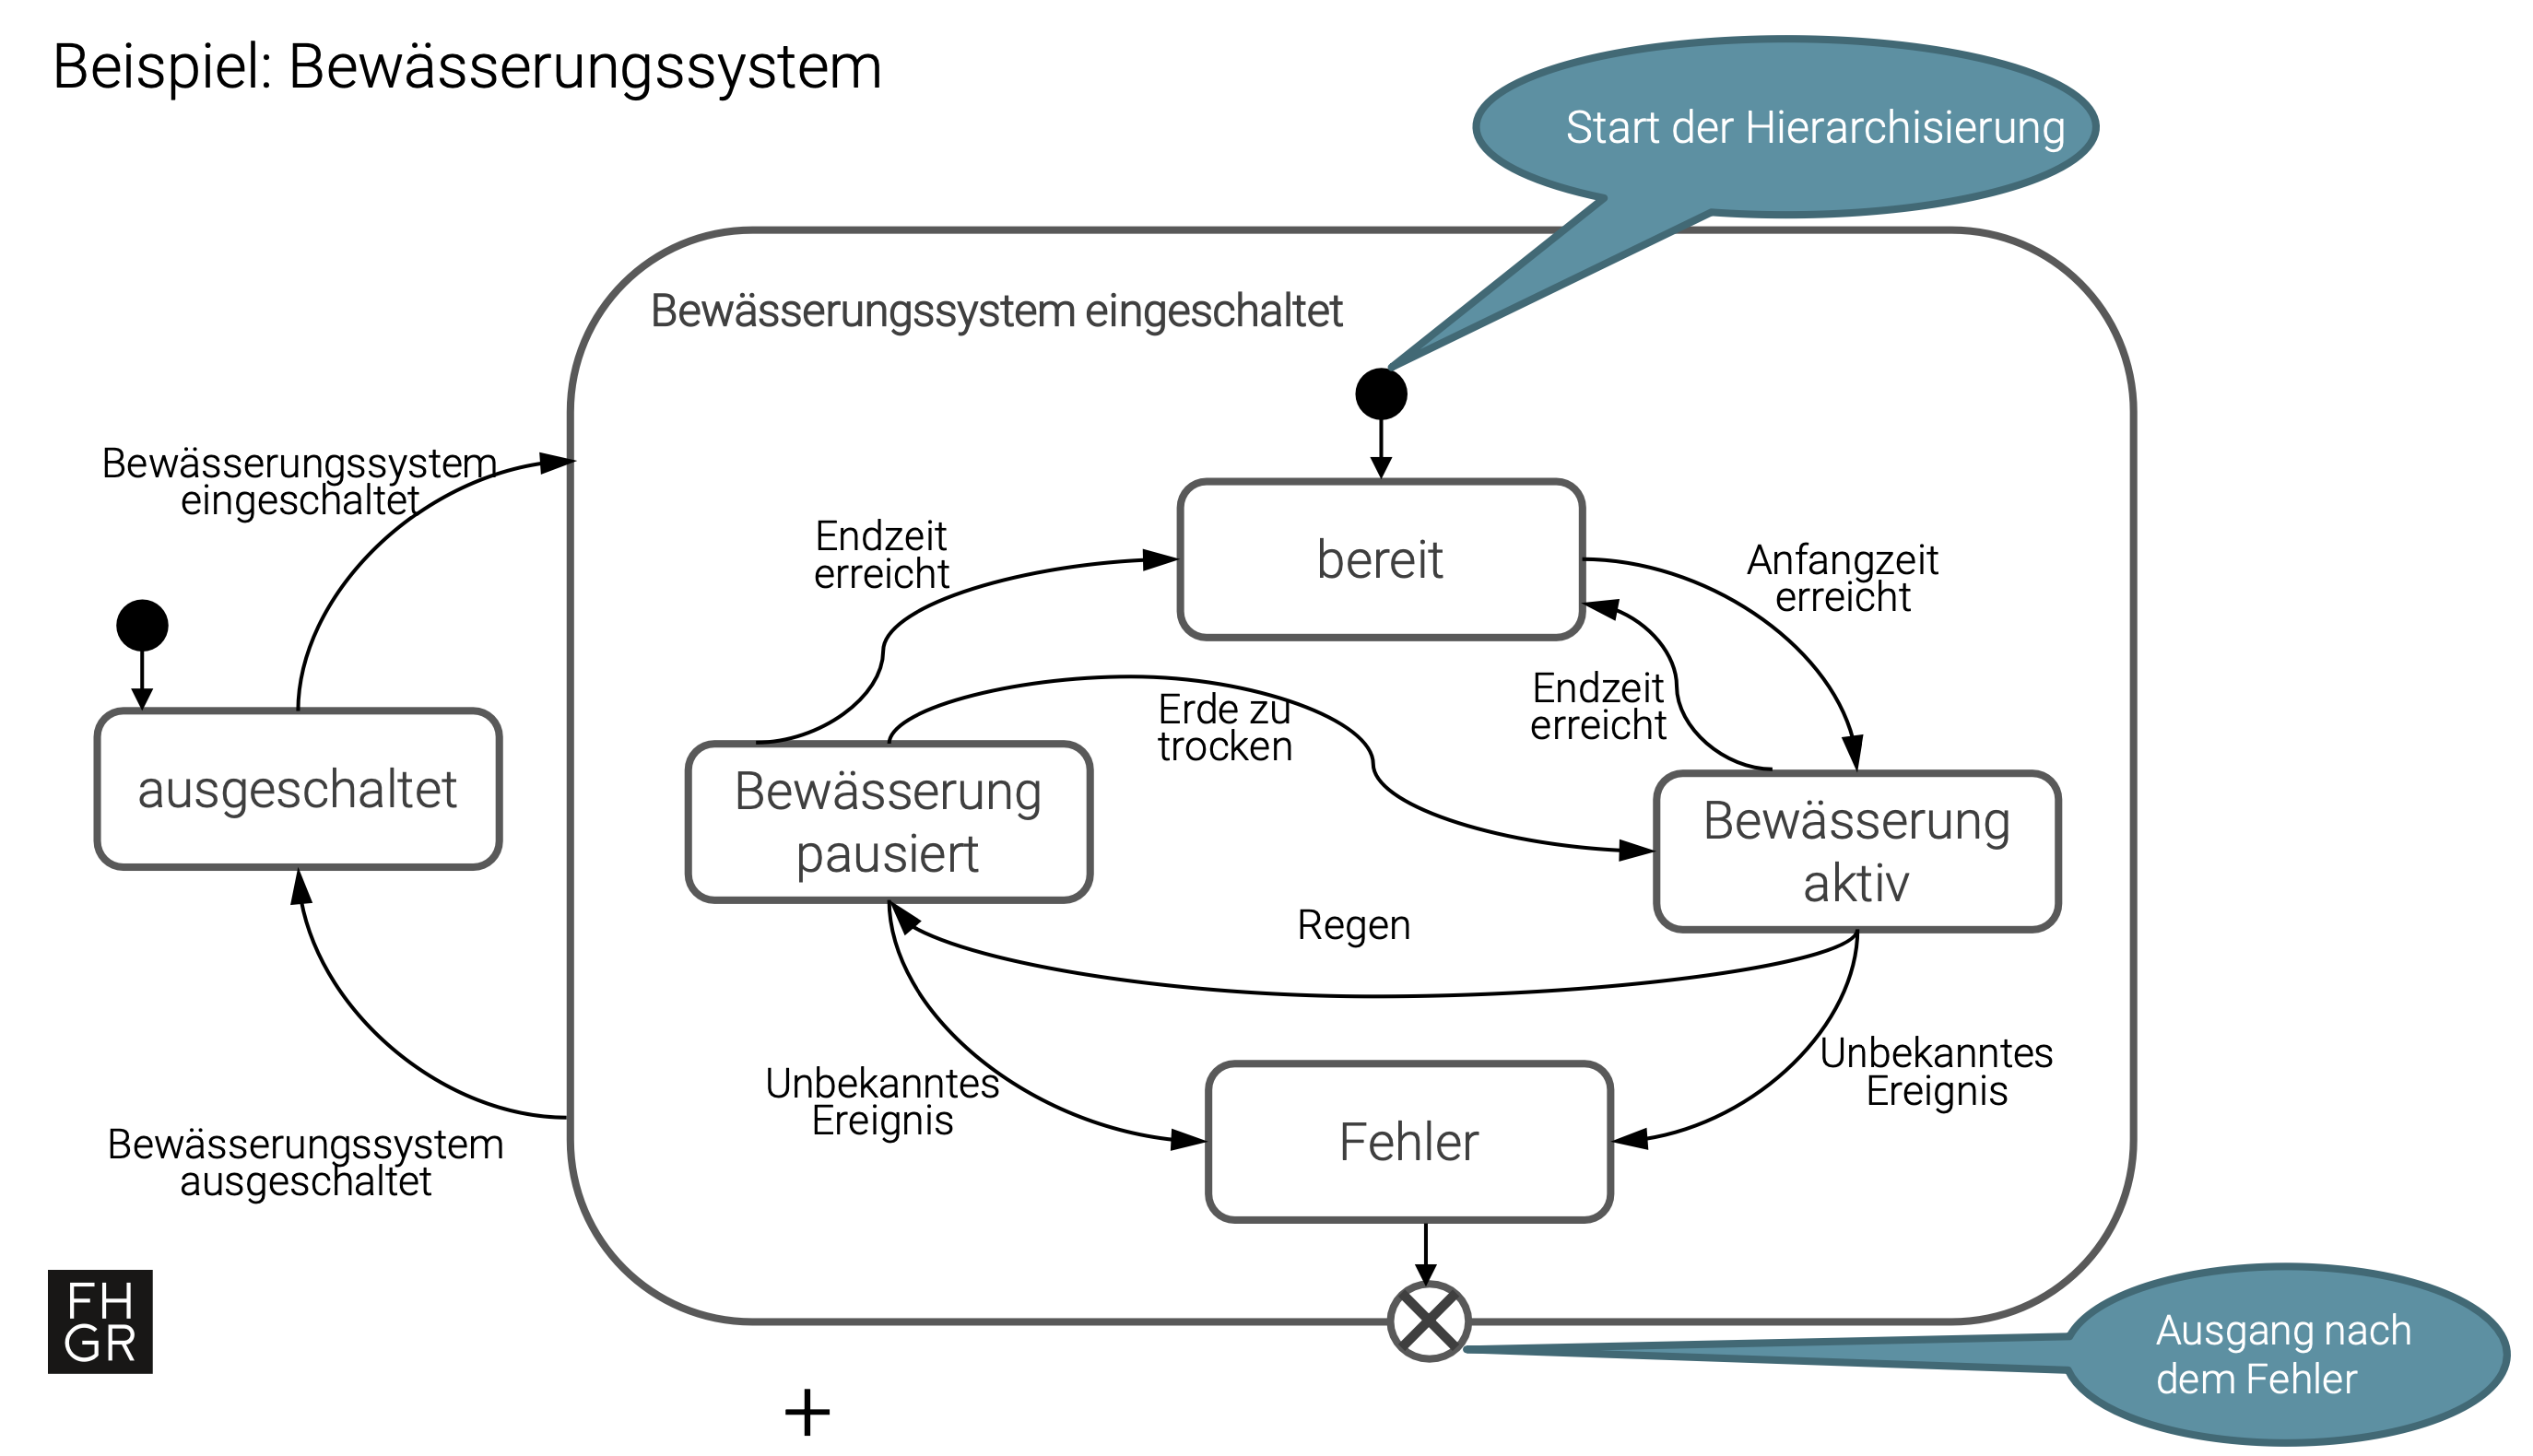 Beispiel: Bewässerungssystem
Start der Hierarchisierung
Bewässerungssystem eingeschaltet
Bewässerungssystem
eingeschaltet
Endzeit
erreicht
bereit
Anfangzeit
erreicht
Endzeit
erreicht
Erde zu
trocken
ausgeschaltet
Bewässerung
pausiert
Bewässerung
aktiv
Regen
Unbekanntes
Ereignis
Unbekanntes
Ereignis
Fehler
Bewässerungssystem
ausgeschaltet
FH
GR
Ausgang nach
dem Fehler
+